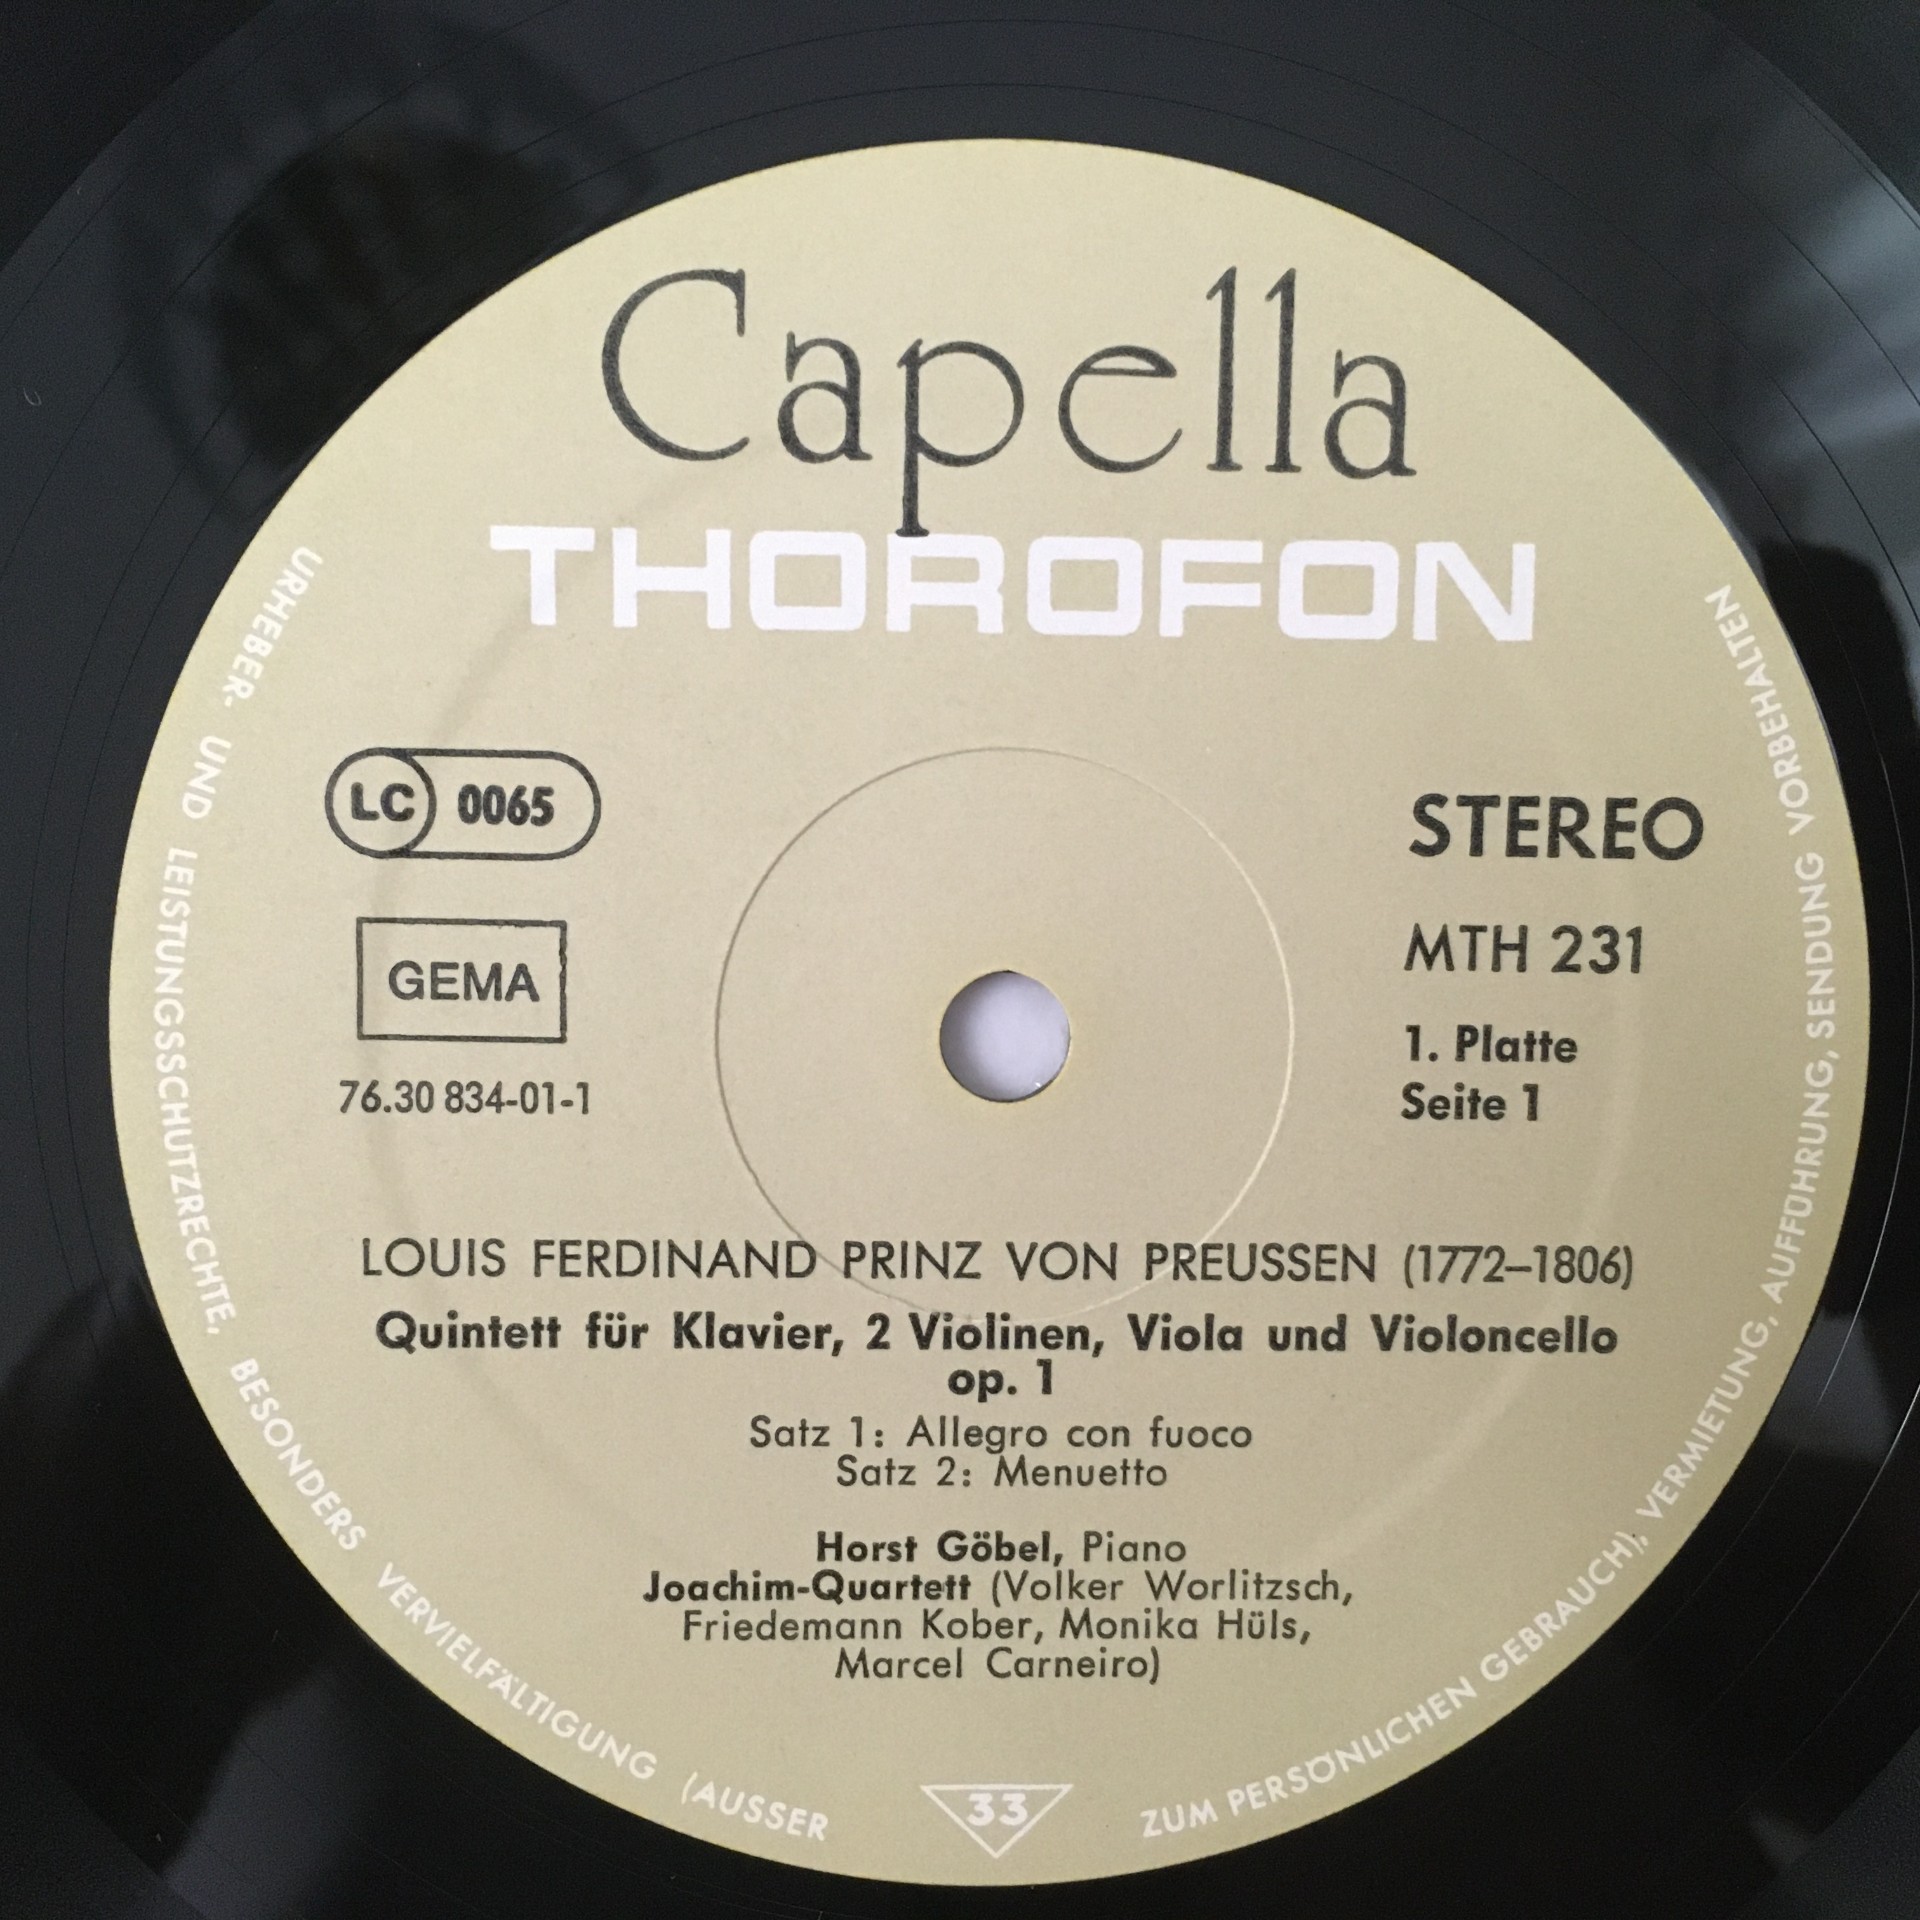 Capella
THOROFON
LC 0065
GEMA
76.30 834-01-1
STEREO
MTH 231
1. Platte
Seite 1
LOUIS FERDINAND PRINZ VON PREUSSEN (1772–1806)
Quintett für Klavier, 2 Violinen, Viola und Violoncello
op. 1
Satz 1: Allegro con fuoco
Satz 2: Menuetto
Horst Göbel, Piano
Joachim-Quartett (Volker Worlitzsch,
Friedemann Kober, Monika Hüls,
Marcel Carneiro)
33
URHEBER- UND LEISTUNGSSCHUTZRECHTE, BESONDERS VERVIELFÄLTIGUNG (AUSSER ZUM PERSÖNLICHEN GEBRAUCH), VERMIETUNG, AUFFÜHRUNG, SENDUNG VORBEHALTEN